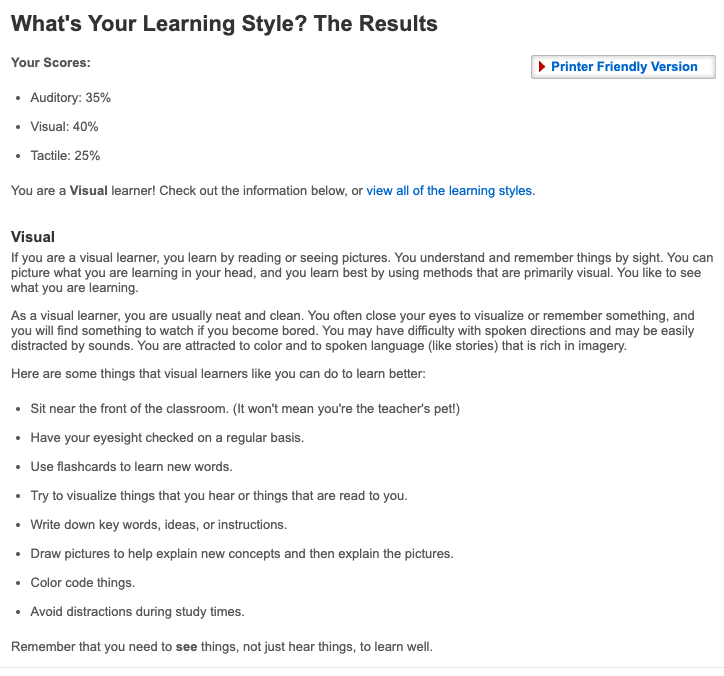 What's Your Learning Style? The Results
Your Scores:
Printer Friendly Version
• Auditory: 35%
• Visual: 40%
• Tactile: 25%
You are a Visual learner! Check out the information below, or view all of the learning styles.
Visual
If you are a visual learner, you learn by reading or seeing pictures. You understand and remember things by sight. You can
picture what you are learning in your head, and you learn best by using methods that are primarily visual. You like to see
what you are learning.
As a visual learner, you are usually neat and clean. You often close your eyes to visualize or remember something, and
you will find something to watch if you become bored. You may have difficulty with spoken directions and may be easily
distracted by sounds. You are attracted to color and to spoken language (like stories) that is rich in imagery.
Here are some things that visual learners like you can do to learn better:
• Sit near the front of the classroom. (It won't mean you're the teacher's pet!)
• Have your eyesight checked on a regular basis.
• Use flashcards to learn new words.
• Try to visualize things that you hear or things that are read to you.
• Write down key words, ideas, or instructions.
• Draw pictures to help explain new concepts and then explain the pictures.
• Color code things.
• Avoid distractions during study times.
Remember that you need to see things, not just hear things, to learn well.